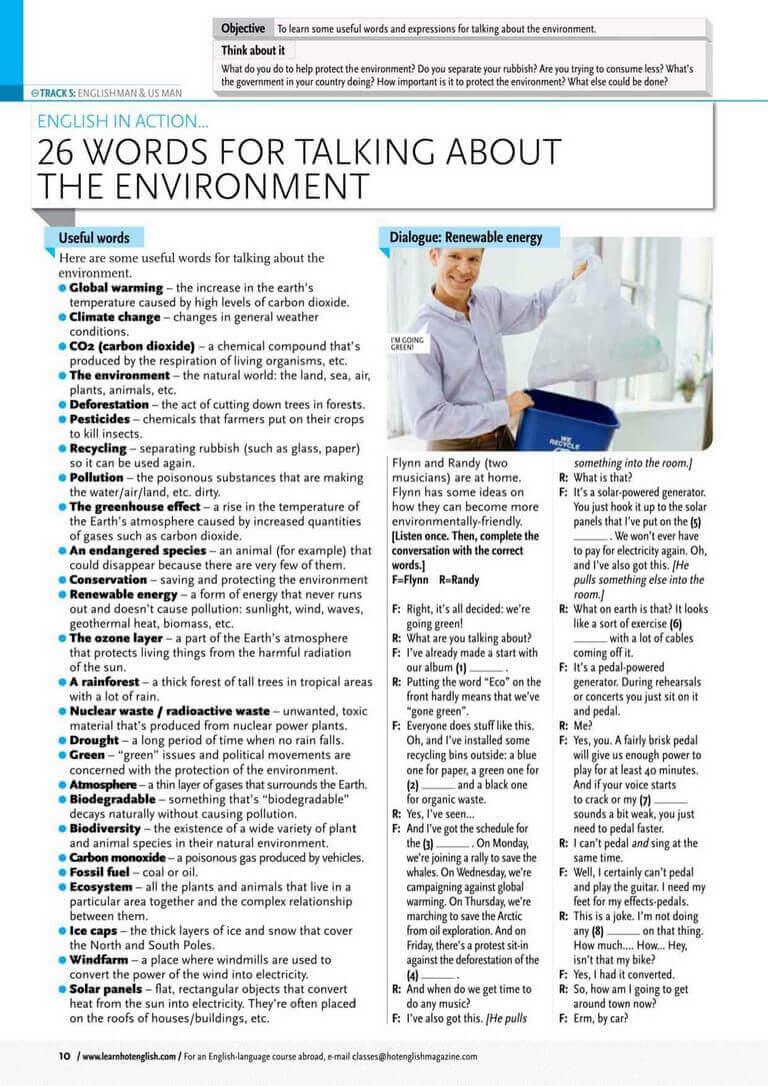 Objective To learn some useful words and expressions for talking about the environment.
Think about it
What do you do to help protect the environment? Do you separate your rubbish? Are you trying to consume less? What's
the government in your country doing? How important is it to protect the environment? What else could be done?
TRACK 5: ENGLISHMAN & US MAN
ENGLISH IN ACTION...
26 WORDS FOR TALKING ABOUT
THE ENVIRONMENT
Useful words
Here are some useful words for talking about the
environment.
● Global warming – the increase in the earth's
temperature caused by high levels of carbon dioxide.
● Climate change – changes in general weather
conditions.
● CO2 (carbon dioxide) – a chemical compound that's
produced by the respiration of living organisms, etc.
● The environment – the natural world: the land, sea, air,
plants, animals, etc.
● Deforestation – the act of cutting down trees in forests.
● Pesticides – chemicals that farmers put on their crops
to kill insects.
● Recycling – separating rubbish (such as glass, paper)
so it can be used again.
● Pollution – the poisonous substances that are making
the water/air/land, etc. dirty.
● The greenhouse effect – a rise in the temperature of
the Earth's atmosphere caused by increased quantities
of gases such as carbon dioxide.
● An endangered species – an animal (for example) that
could disappear because there are very few of them.
● Conservation – saving and protecting the environment
● Renewable energy – a form of energy that never runs
out and doesn't cause pollution: sunlight, wind, waves,
geothermal heat, biomass, etc.
● The ozone layer – a part of the Earth's atmosphere
that protects living things from the harmful radiation
of the sun.
● A rainforest – a thick forest of tall trees in tropical areas
with a lot of rain.
● Nuclear waste / radioactive waste – unwanted, toxic
material that's produced from nuclear power plants.
● Drought – a long period of time when no rain falls.
● Green – "green" issues and political movements are
concerned with the protection of the environment.
● Atmosphere – a thin layer of gases that surrounds the Earth.
● Biodegradable – something that's "biodegradable"
decays naturally without causing pollution.
● Biodiversity – the existence of a wide variety of plant
and animal species in their natural environment.
● Carbon monoxide – a poisonous gas produced by vehicles.
● Fossil fuel – coal or oil.
● Ecosystem – all the plants and animals that live in a
particular area together and the complex relationship
between them.
● Ice caps – the thick layers of ice and snow that cover
the North and South Poles.
● Windfarm – a place where windmills are used to
convert the power of the wind into electricity.
● Solar panels – flat, rectangular objects that convert
heat from the sun into electricity. They're often placed
on the roofs of houses/buildings, etc.
Dialogue: Renewable energy
I'M GOING
GREEN!
WE
RECYCLE
Flynn and Randy (two
musicians) are at home.
Flynn has some ideas on
how they can become more
environmentally-friendly.
[Listen once. Then, complete the
conversation with the correct
words.]
F=Flynn R=Randy
F: Right, it's all decided: we're
going green!
R: What are you talking about?
F: I've already made a start with
our album (1) ______ .
R: Putting the word "Eco" on the
front hardly means that we've
"gone green".
F: Everyone does stuff like this.
Oh, and I've installed some
recycling bins outside: a blue
one for paper, a green one for
(2) ______ and a black one
for organic waste.
R: Yes, I've seen...
F: And I've got the schedule for
the (3) ______ . On Monday,
we're joining a rally to save the
whales. On Wednesday, we're
campaigning against global
warming. On Thursday, we're
marching to save the Arctic
from oil exploration. And on
Friday, there's a protest sit-in
against the deforestation of the
(4) ______ .
R: And when do we get time to
do any music?
F: I've also got this. [He pulls
something into the room.]
R: What is that?
F: It's a solar-powered generator.
You just hook it up to the solar
panels that I've put on the (5)
______ . We won't ever have
to pay for electricity again. Oh,
and I've also got this. [He
pulls something else into the
room.]
R: What on earth is that? It looks
like a sort of exercise (6)
______ with a lot of cables
coming off it.
F: It's a pedal-powered
generator. During rehearsals
or concerts you just sit on it
and pedal.
R: Me?
F: Yes, you. A fairly brisk pedal
will give us enough power to
play for at least 40 minutes.
And if your voice starts
to crack or my (7) ______
sounds a bit weak, you just
need to pedal faster.
R: I can't pedal and sing at the
same time.
F: Well, I certainly can't pedal
and play the guitar. I need my
feet for my effects-pedals.
R: This is a joke. I'm not doing
any (8) ______ on that thing.
How much.... How... Hey,
isn't that my bike?
F: Yes, I had it converted.
R: So, how am I going to get
around town now?
F: Erm, by car?
10 / www.learnhotenglish.com / For an English-language course abroad, e-mail classes@hotenglishmagazine.com